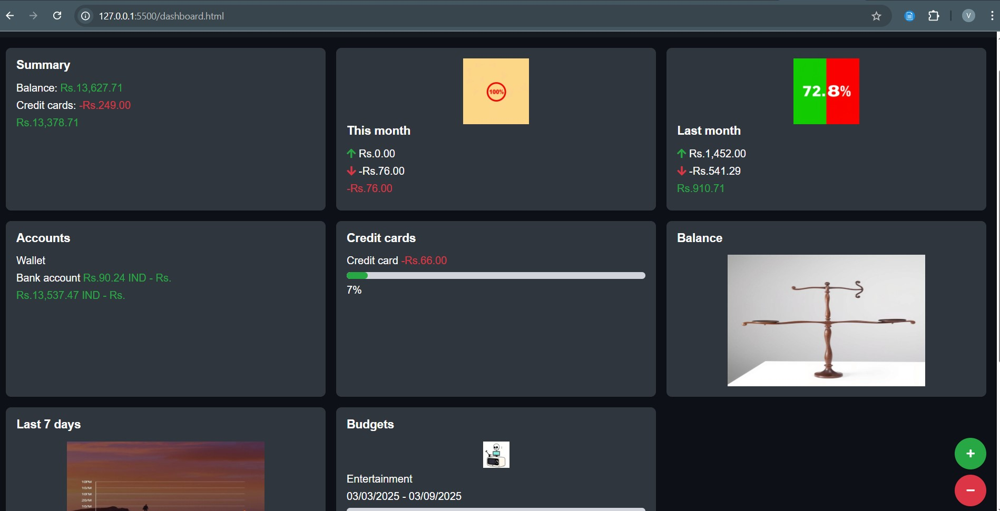 127.0.0.1:5500/dashboard.html
V
Summary
Balance: Rs.13,627.71
Credit cards: -Rs.249.00
Rs.13,378.71
100%
This month
Rs.0.00
-Rs.76.00
-Rs.76.00
72.8%
Last month
Rs.1,452.00
-Rs.541.29
Rs.910.71
Accounts
Wallet
Bank account Rs.90.24 IND - Rs.
Rs.13,537.47 IND - Rs.
Credit cards
Credit card -Rs.66.00
7%
Balance
Last 7 days
Budgets
Entertainment
03/03/2025 - 03/09/2025
+
−